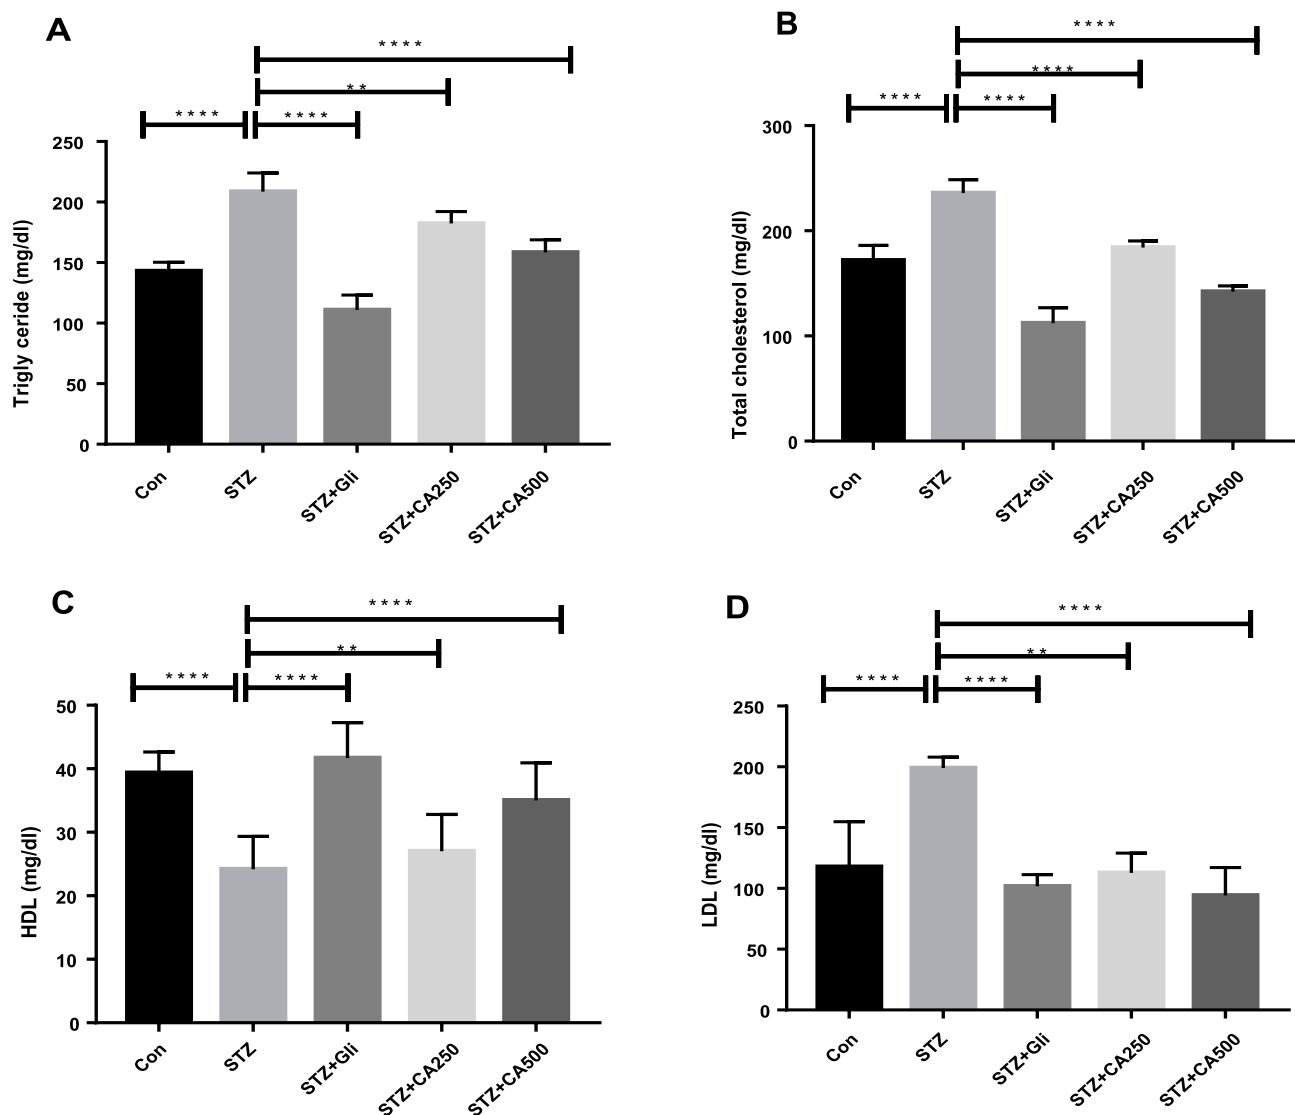 A
****
**
**** ****
250
200
150
100
50
0
Trigly ceride (mg/dl)
Con
STZ
STZ+Gli
STZ+CA250
STZ+CA500
B
****
****
**** ****
300
200
100
0
Total cholesterol (mg/dl)
Con
STZ
STZ+Gli
STZ+CA250
STZ+CA500
C
****
**
**** ****
50
40
30
20
10
0
HDL (mg/dl)
Con
STZ
STZ+Gli
STZ+CA250
STZ+CA500
D
****
**
**** ****
250
200
150
100
50
0
LDL (mg/dl)
Con
STZ
STZ+Gli
STZ+CA250
STZ+CA500